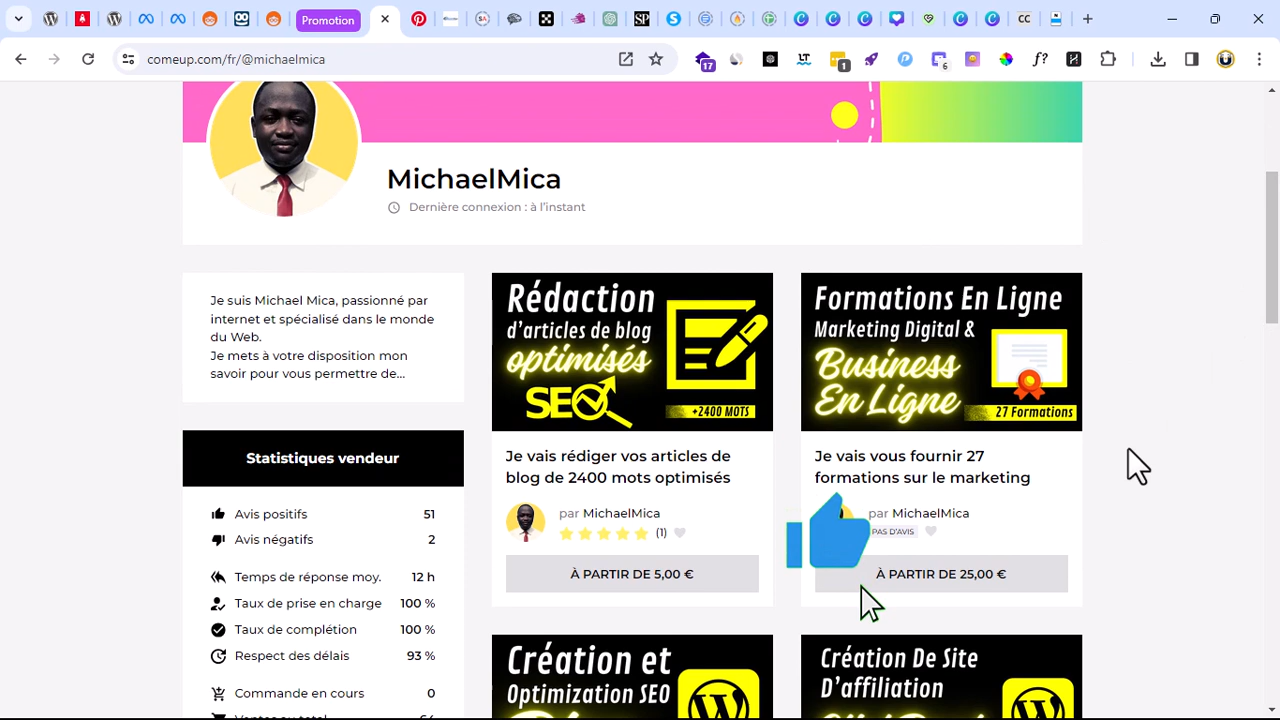 Promotion
comeup.com/fr/@michaelmica
17
1
6
MichaelMica
Dernière connexion : à l'instant
Je suis Michael Mica, passionné par
internet et spécialisé dans le monde
du Web.
Je mets à votre disposition mon
savoir pour vous permettre de...
Statistiques vendeur
Avis positifs 51
Avis négatifs 2
Temps de réponse moy. 12 h
Taux de prise en charge 100 %
Taux de complétion 100 %
Respect des délais 93 %
Commande en cours 0
Rédaction
d'articles de blog
optimisés
SEO
+2400 MOTS
Je vais rédiger vos articles de
blog de 2400 mots optimisés
par MichaelMica
(1)
À PARTIR DE 5,00 €
Formations En Ligne
Marketing Digital &
Business
En Ligne
27 Formations
Je vais vous fournir 27
formations sur le marketing
par MichaelMica
PAS D'AVIS
À PARTIR DE 25,00 €
Création et
Optimization SEO
Création De Site
D'affiliation